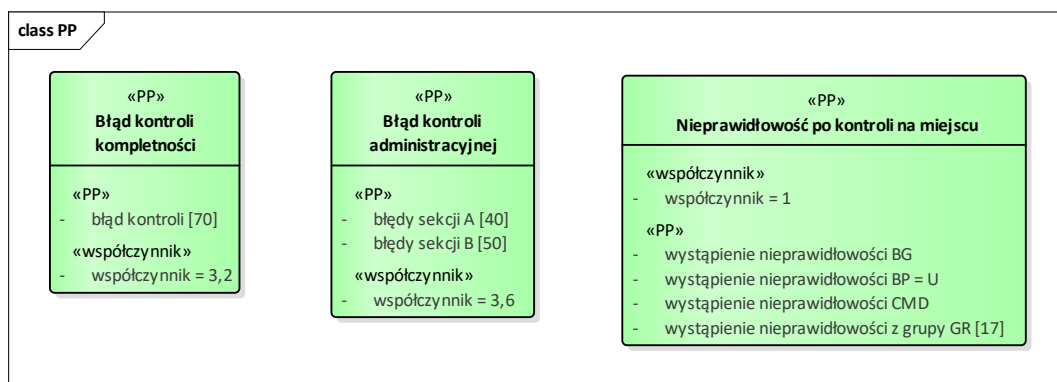 class PP
«PP»
Błąd kontroli
kompletności
«PP»
- błąd kontroli [70]
«współczynnik»
- współczynnik = 3,2
«PP»
Błąd kontroli
administracyjnej
«PP»
- błędy sekcji A [40]
- błędy sekcji B [50]
«współczynnik»
- współczynnik = 3,6
«PP»
Nieprawidłowość po kontroli na miejscu
«współczynnik»
- współczynnik = 1
«PP»
- wystąpienie nieprawidłowości BG
- wystąpienie nieprawidłowości BP = U
- wystąpienie nieprawidłowości CMD
- wystąpienie nieprawidłowości z grupy GR [17]